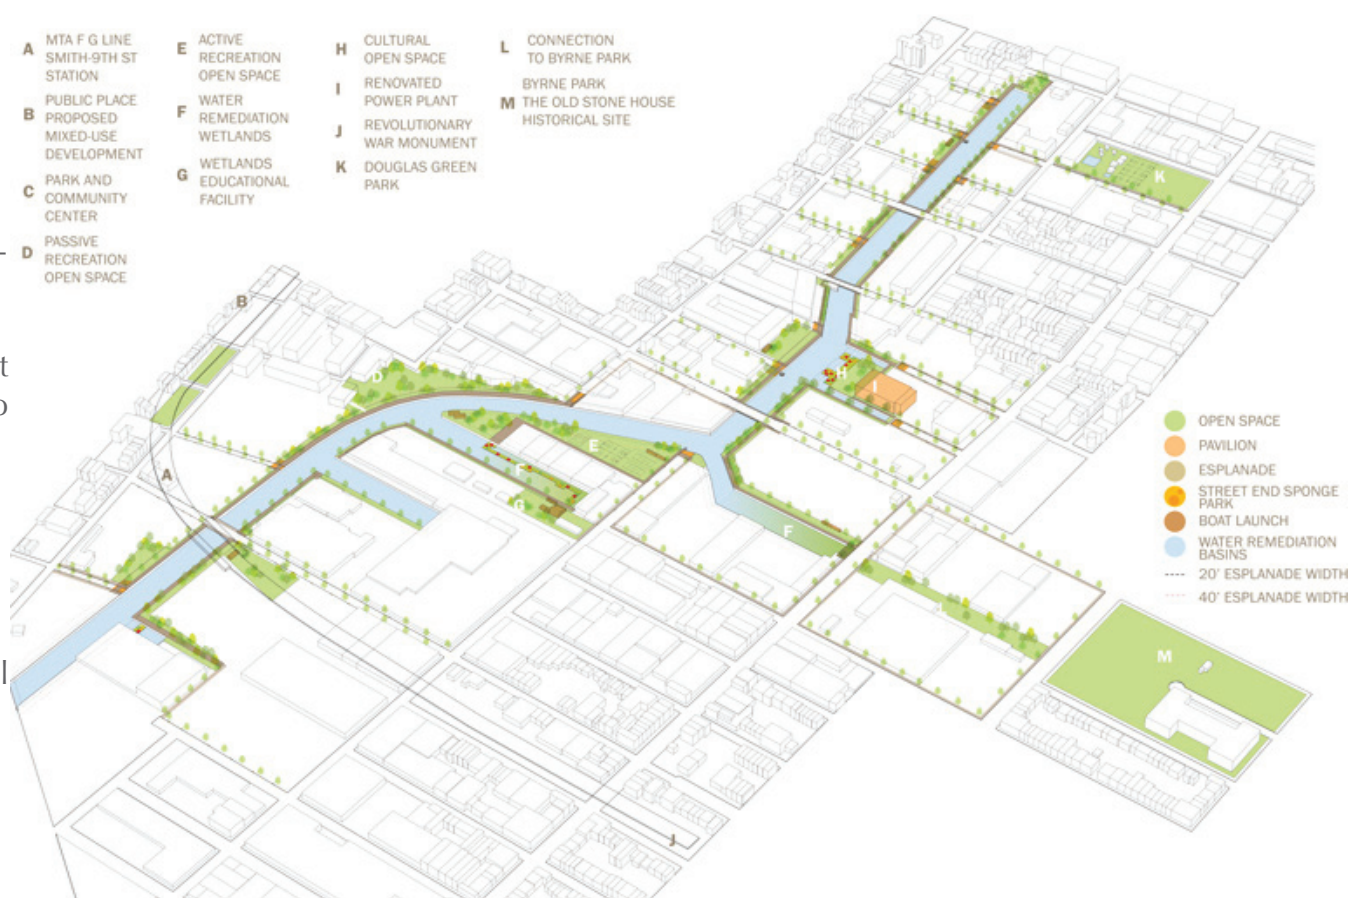 A MTA F G LINE
SMITH-9TH ST
STATION
B PUBLIC PLACE
PROPOSED
MIXED-USE
DEVELOPMENT
C PARK AND
COMMUNITY
CENTER
D PASSIVE
RECREATION
OPEN SPACE
E ACTIVE
RECREATION
OPEN SPACE
F WATER
REMEDIATION
WETLANDS
G WETLANDS
EDUCATIONAL
FACILITY
H CULTURAL
OPEN SPACE
I RENOVATED
POWER PLANT
J REVOLUTIONARY
WAR MONUMENT
K DOUGLAS GREEN
PARK
L CONNECTION
TO BYRNE PARK
BYRNE PARK
M THE OLD STONE HOUSE
HISTORICAL SITE
K
B
D
H
I
E
A
F
G
F
L
M
J
OPEN SPACE
PAVILION
ESPLANADE
STREET END SPONGE
PARK
BOAT LAUNCH
WATER REMEDIATION
BASINS
20' ESPLANADE WIDTH
40' ESPLANADE WIDTH